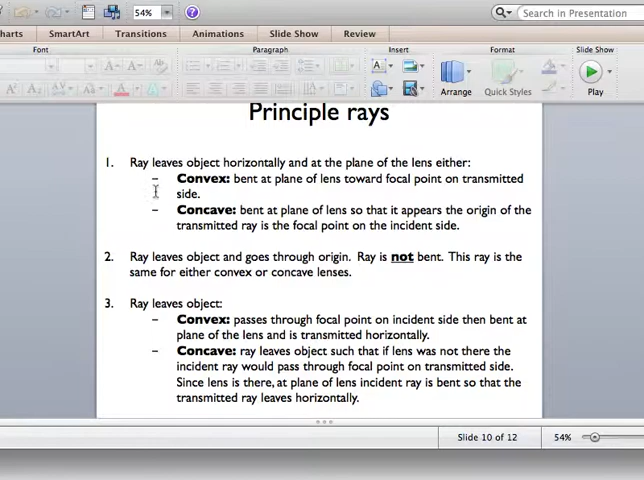 54%
Search in Presentation
harts SmartArt Transitions Animations Slide Show Review
Font Paragraph Insert Format Slide Show
Arrange Quick Styles Play
Principle rays
1. Ray leaves object horizontally and at the plane of the lens either:
– Convex: bent at plane of lens toward focal point on transmitted
side.
– Concave: bent at plane of lens so that it appears the origin of the
transmitted ray is the focal point on the incident side.
2. Ray leaves object and goes through origin. Ray is not bent. This ray is the
same for either convex or concave lenses.
3. Ray leaves object:
– Convex: passes through focal point on incident side then bent at
plane of the lens and is transmitted horizontally.
– Concave: ray leaves object such that if lens was not there the
incident ray would pass through focal point on transmitted side.
Since lens is there, at plane of lens incident ray is bent so that the
transmitted ray leaves horizontally.
Slide 10 of 12 54%